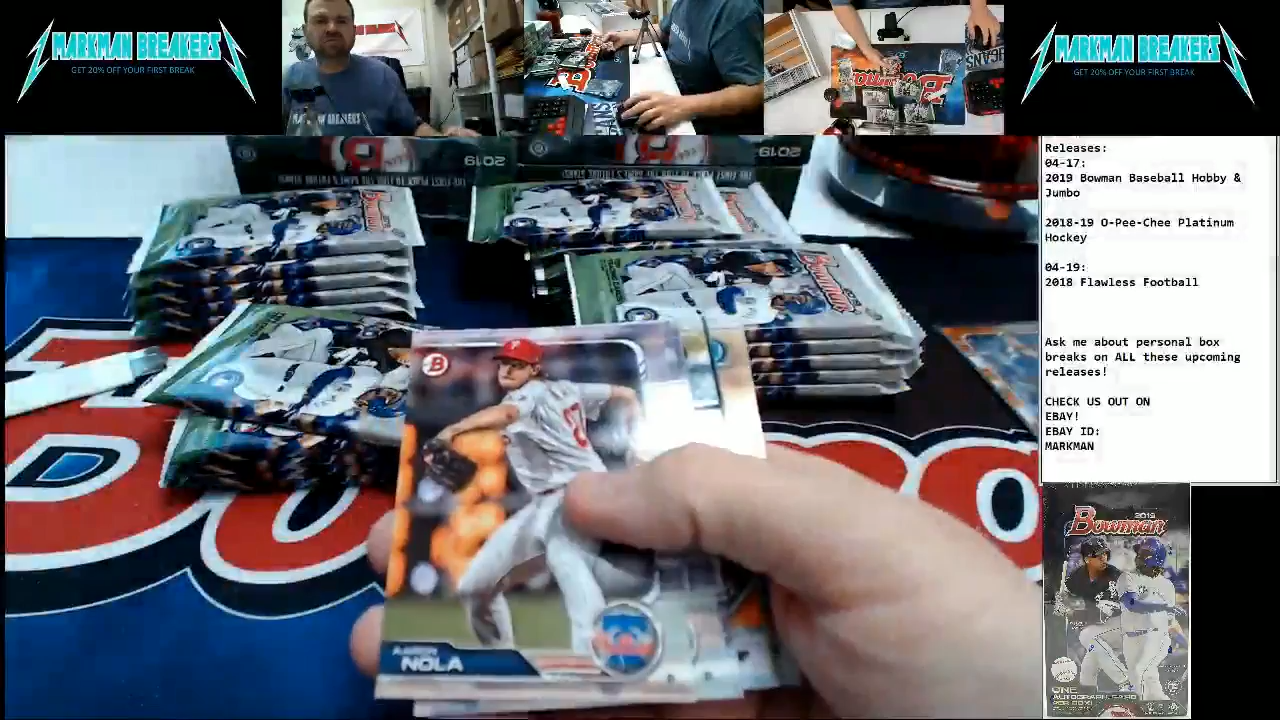 MARKMAN BREAKERS
GET 20% OFF YOUR FIRST BREAK
MARKMAN BREAKERS
GET 20% OFF YOUR FIRST BREAK
Releases:
04-17:
2019 Bowman Baseball Hobby &
Jumbo
2018-19 O-Pee-Chee Platinum
Hockey
04-19:
2018 Flawless Football
Ask me about personal box
breaks on ALL these upcoming
releases!
CHECK US OUT ON
EBAY!
EBAY ID:
MARKMAN
2019
2019
Bowman
Bowman
Bowman
B
AARON
NOLA
2019
Bowman
ONE